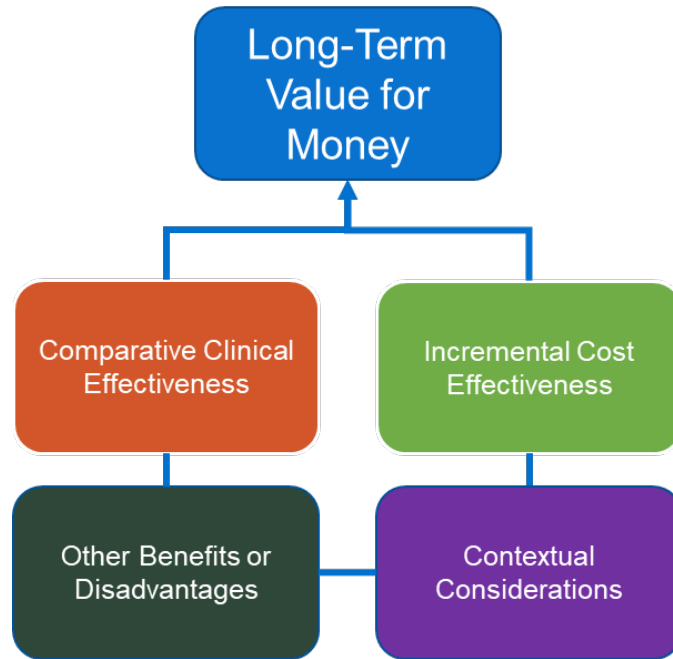 Long-Term
Value for
Money
Comparative Clinical
Effectiveness
Incremental Cost
Effectiveness
Other Benefits or
Disadvantages
Contextual
Considerations